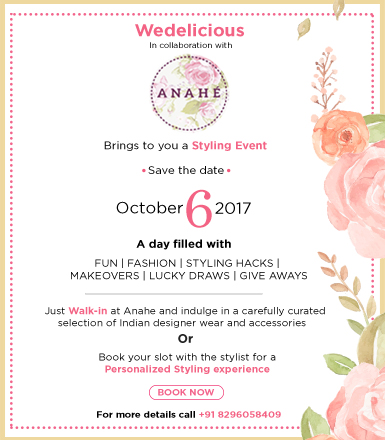 Wedelicious
In collaboration with
ANAHÉ
Brings to you a Styling Event
• Save the date •
October 6 2017
A day filled with
FUN | FASHION | STYLING HACKS |
MAKEOVERS | LUCKY DRAWS | GIVE AWAYS
Just Walk-in at Anahe and indulge in a carefully curated
selection of Indian designer wear and accessories
Or
Book your slot with the stylist for a
Personalized Styling experience
BOOK NOW
For more details call +91 8296058409